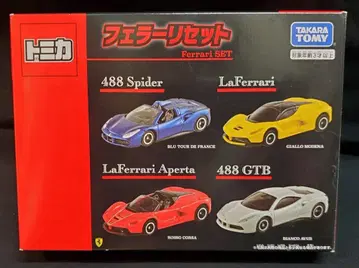 トミカ
フェラーリセット
Ferrari SET
TAKARA
TOMY
488 Spider
LaFerrari
BLU TOUR DE FRANCE
GIALLO MODENA
LaFerrari Aperta
488 GTB
ROSSO CORSA
BIANCO AVUS